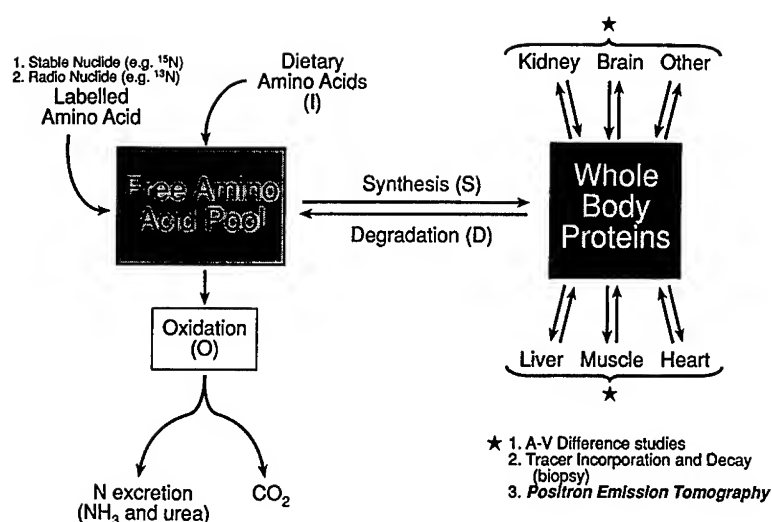 1. Stable Nuclide (e.g. ¹⁵N)
2. Radio Nuclide (e.g. ¹³N)
Labelled
Amino Acid
Dietary
Amino Acids
(I)
Free Amino
Acid Pool
Synthesis (S)
Degradation (D)
Oxidation
(O)
N excretion
(NH₃ and urea)
CO₂
★
Kidney Brain Other
Whole
Body
Proteins
Liver Muscle Heart
★
★ 1. A-V Difference studies
2. Tracer Incorporation and Decay
(biopsy)
3. Positron Emission Tomography